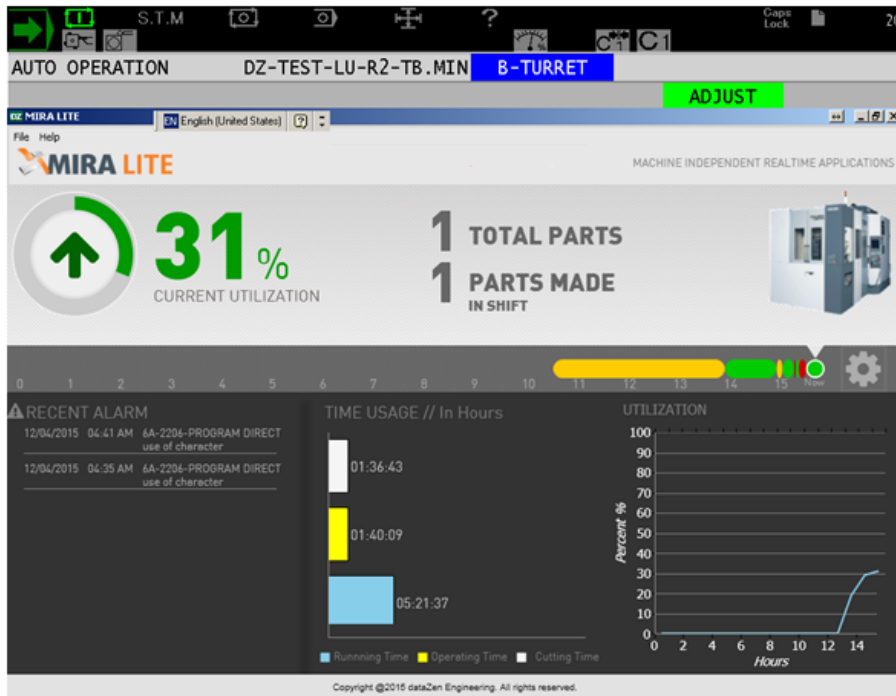 S.T.M
?
Caps
Lock
%
C1
AUTO OPERATION DZ-TEST-LU-R2-TB.MIN B-TURRET
ADJUST
DZ MIRA LITE EN English (United States) ?
File Help
MIRA LITE
MACHINE INDEPENDENT REALTIME APPLICATIONS
31%
CURRENT UTILIZATION
1 TOTAL PARTS
1 PARTS MADE
IN SHIFT
0 1 2 3 4 5 6 7 8 9 10 11 12 13 14 15 Now
RECENT ALARM
12/04/2015 04:41 AM 6A-2206-PROGRAM DIRECT
use of character
12/04/2015 04:35 AM 6A-2206-PROGRAM DIRECT
use of character
TIME USAGE // In Hours
01:36:43
01:40:09
05:21:37
Runnning Time Operating Time Cutting Time
UTILIZATION
100
90
80
70
60
50
40
30
20
10
0
Percent %
0 2 4 6 8 10 12 14
Hours
Copyright @2015 dataZen Engineering. All rights reserved.